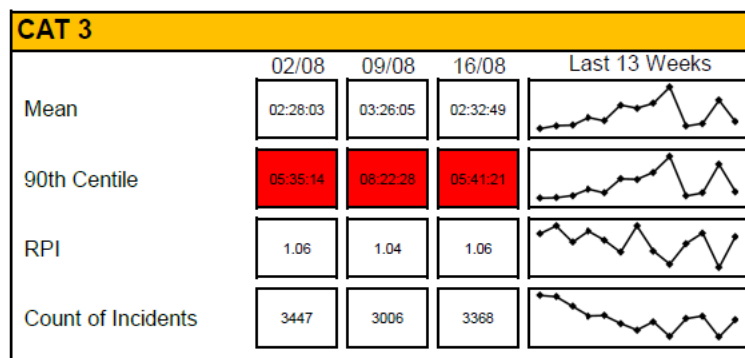 CAT 3
02/08 09/08 16/08 Last 13 Weeks
Mean 02:28:03 03:26:05 02:32:49
90th Centile 05:35:14 08:22:28 05:41:21
RPI 1.06 1.04 1.06
Count of Incidents 3447 3006 3368